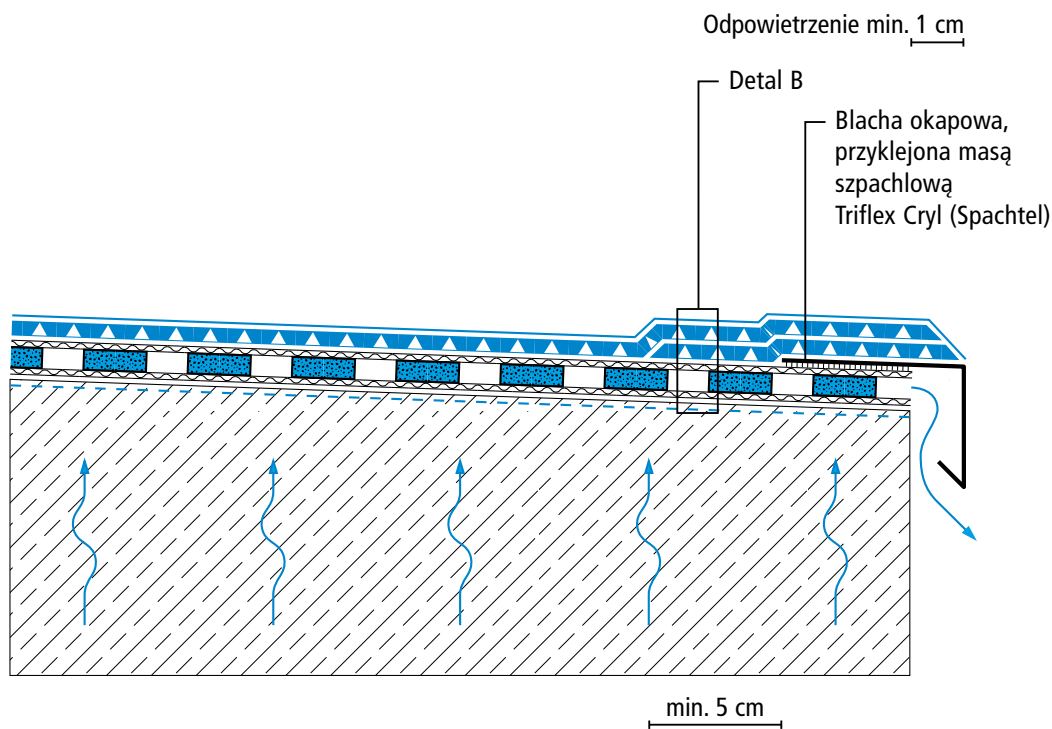 Odpowietrzenie min. 1 cm
Detal B
Blacha okapowa,
przyklejona masą
szpachlową
Triflex Cryl (Spachtel)
min. 5 cm